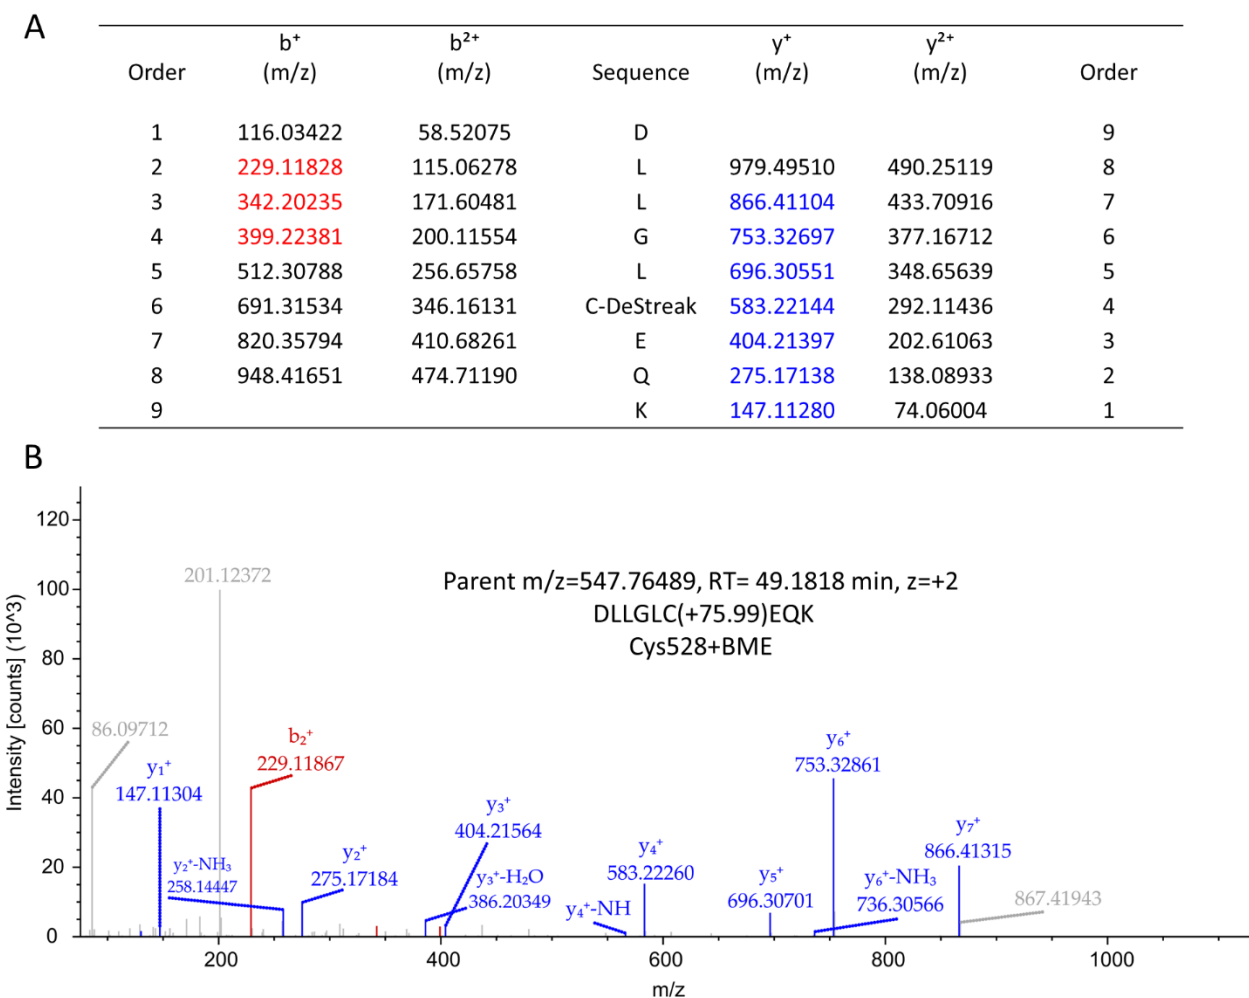 A
b⁺ b²⁺ y⁺ y²⁺
Order (m/z) (m/z) Sequence (m/z) (m/z) Order
1 116.03422 58.52075 D 9
2 229.11828 115.06278 L 979.49510 490.25119 8
3 342.20235 171.60481 L 866.41104 433.70916 7
4 399.22381 200.11554 G 753.32697 377.16712 6
5 512.30788 256.65758 L 696.30551 348.65639 5
6 691.31534 346.16131 C-DeStreak 583.22144 292.11436 4
7 820.35794 410.68261 E 404.21397 202.61063 3
8 948.41651 474.71190 Q 275.17138 138.08933 2
9 K 147.11280 74.06004 1
B
Intensity [counts] (10^3)
120
100
80
60
40
20
0
Parent m/z=547.76489, RT= 49.1818 min, z=+2
DLLGLC(+75.99)EQK
Cys528+BME
86.09712
y₁⁺
147.11304
201.12372
b₂⁺
229.11867
y₂⁺-NH₃
258.14447
y₂⁺
275.17184
y₃⁺-H₂O
386.20349
y₃⁺
404.21564
y₄⁺-NH
y₄⁺
583.22260
y₅⁺
696.30701
y₆⁺-NH₃
736.30566
y₆⁺
753.32861
y₇⁺
866.41315
867.41943
200 400 600 800 1000
m/z